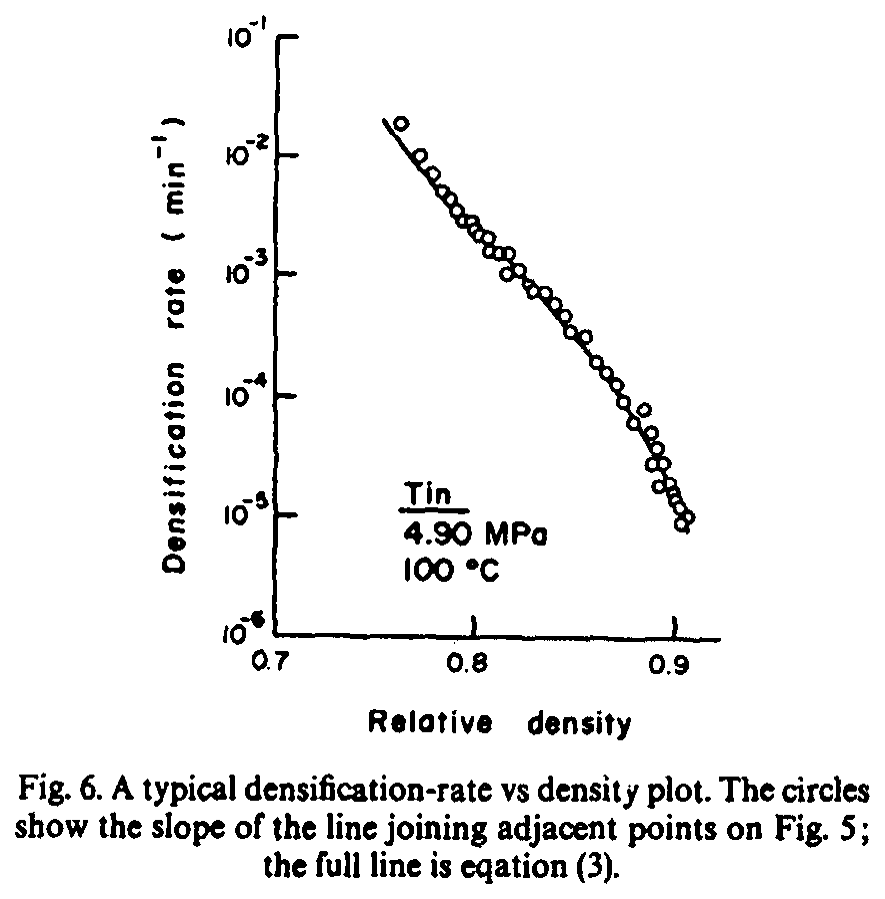 10⁻¹
10⁻²
10⁻³
10⁻⁴
10⁻⁵
10⁻⁶
Densification rate ( min⁻¹ )
Tin
4.90 MPa
100 °C
0.7 0.8 0.9
Relative density
Fig. 6. A typical densification-rate vs density plot. The circles
show the slope of the line joining adjacent points on Fig. 5;
the full line is eqation (3).